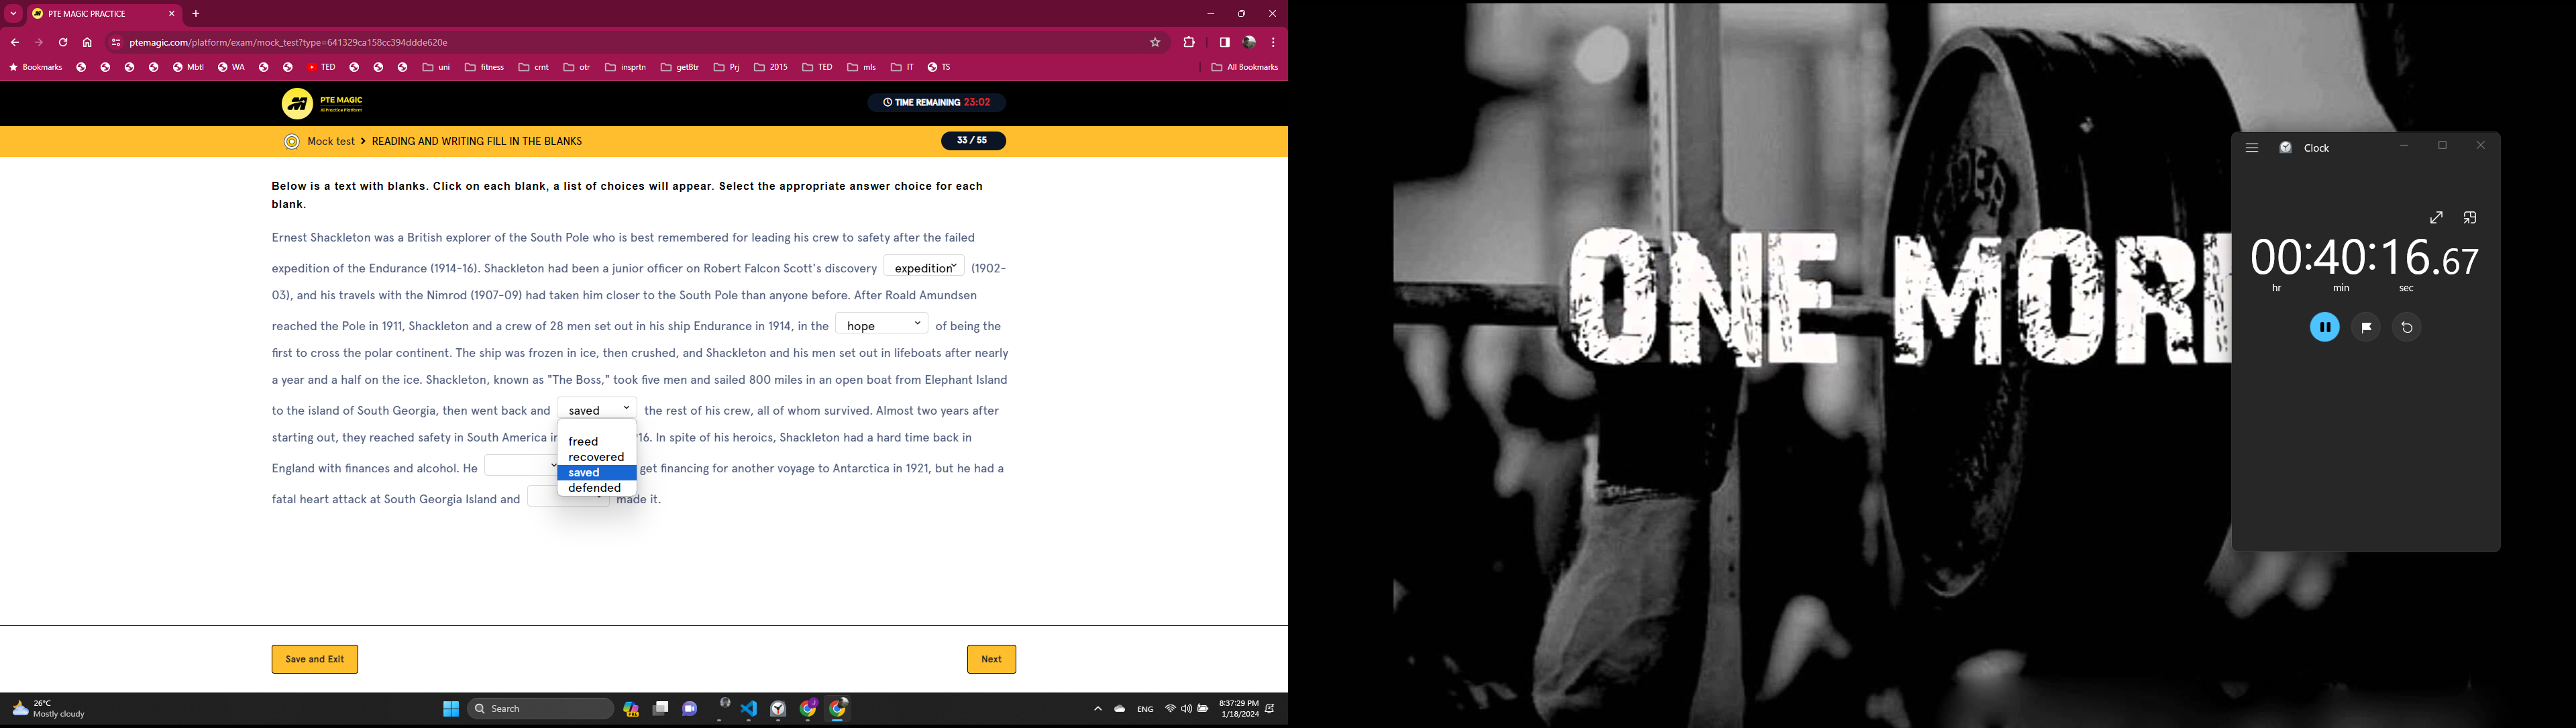 PTE MAGIC PRACTICE
ptemagic.com/platform/exam/mock_test?type=641329ca158cc394ddde620e
Bookmarks Mbtl WA TED uni fitness crnt otr insprtn getBtr Prj 2015 TED mls IT TS All Bookmarks
PTE MAGIC
AI Practice Platform
TIME REMAINING 23:02
Mock test > READING AND WRITING FILL IN THE BLANKS
33 / 55
Below is a text with blanks. Click on each blank, a list of choices will appear. Select the appropriate answer choice for each
blank.
Ernest Shackleton was a British explorer of the South Pole who is best remembered for leading his crew to safety after the failed
expedition of the Endurance (1914-16). Shackleton had been a junior officer on Robert Falcon Scott's discovery expedition (1902-
03), and his travels with the Nimrod (1907-09) had taken him closer to the South Pole than anyone before. After Roald Amundsen
reached the Pole in 1911, Shackleton and a crew of 28 men set out in his ship Endurance in 1914, in the hope of being the
first to cross the polar continent. The ship was frozen in ice, then crushed, and Shackleton and his men set out in lifeboats after nearly
a year and a half on the ice. Shackleton, known as "The Boss," took five men and sailed 800 miles in an open boat from Elephant Island
to the island of South Georgia, then went back and saved the rest of his crew, all of whom survived. Almost two years after
starting out, they reached safety in South America in 16. In spite of his heroics, Shackleton had a hard time back in
England with finances and alcohol. He get financing for another voyage to Antarctica in 1921, but he had a
fatal heart attack at South Georgia Island and made it.
freed
recovered
saved
defended
Save and Exit
Next
26°C
Mostly cloudy
Search
ENG
8:37:29 PM
1/18/2024
ONE MORE
Clock
00:40:16.67
hr min sec